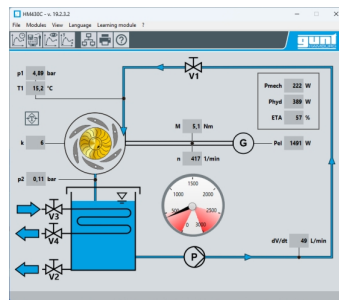 HM430C - v. 19.2.3.2
File Modules View Language Learning module ?
gunt
p1 4,89 bar
T1 15,2 °C
V1
Pmech 222 W
Phyd 389 W
ETA 57 %
M 5,1 Nm
k 6
G
Pel 1491 W
n 417 1/min
p2 0,11 bar
1500
1000 2000
500 2500
0 3000
V3
V4
V2
P
dV/dt 49 L/min